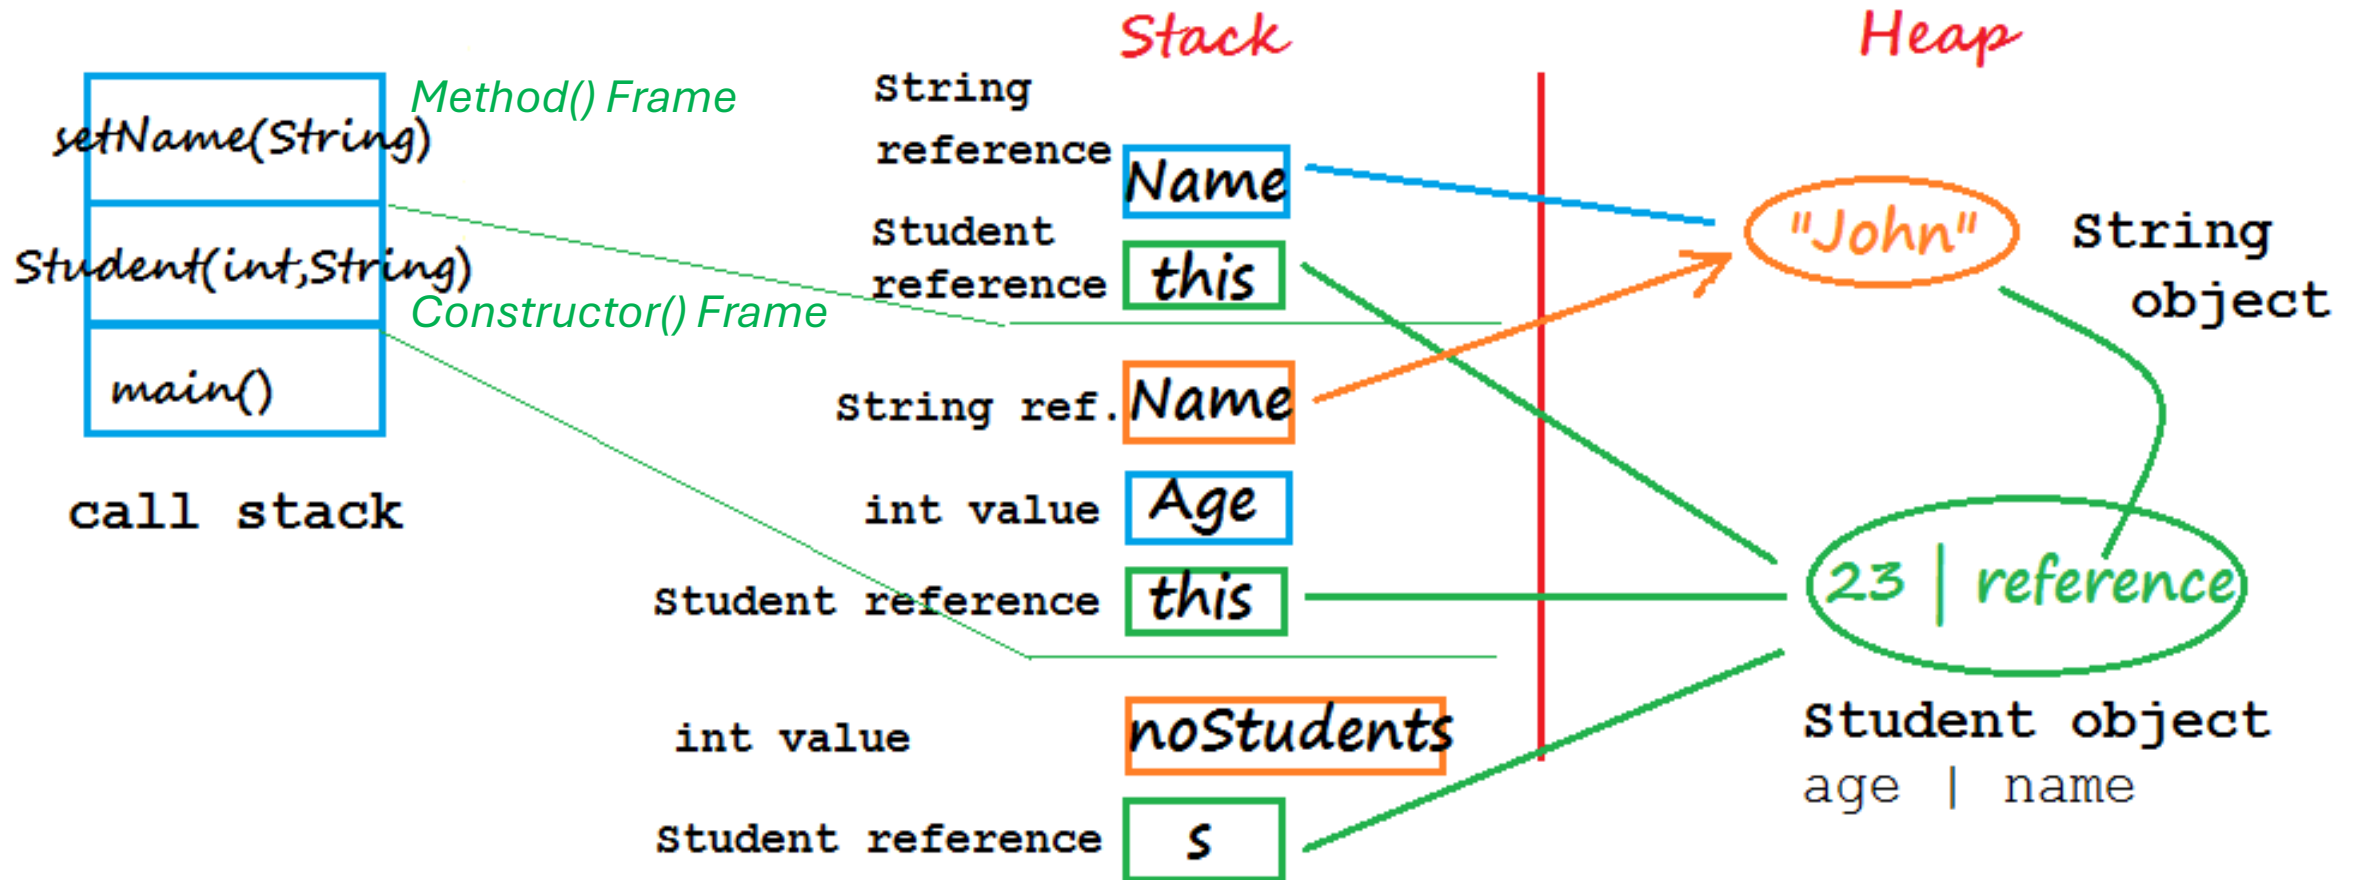 Stack
Heap
setName(String)
Method() Frame
Student(int,String)
Constructor() Frame
main()
call stack
String
reference
Name
Student
reference
this
String ref.
Name
int value
Age
Student reference
this
int value
noStudents
Student reference
s
"John"
String
object
23 | reference
Student object
age | name